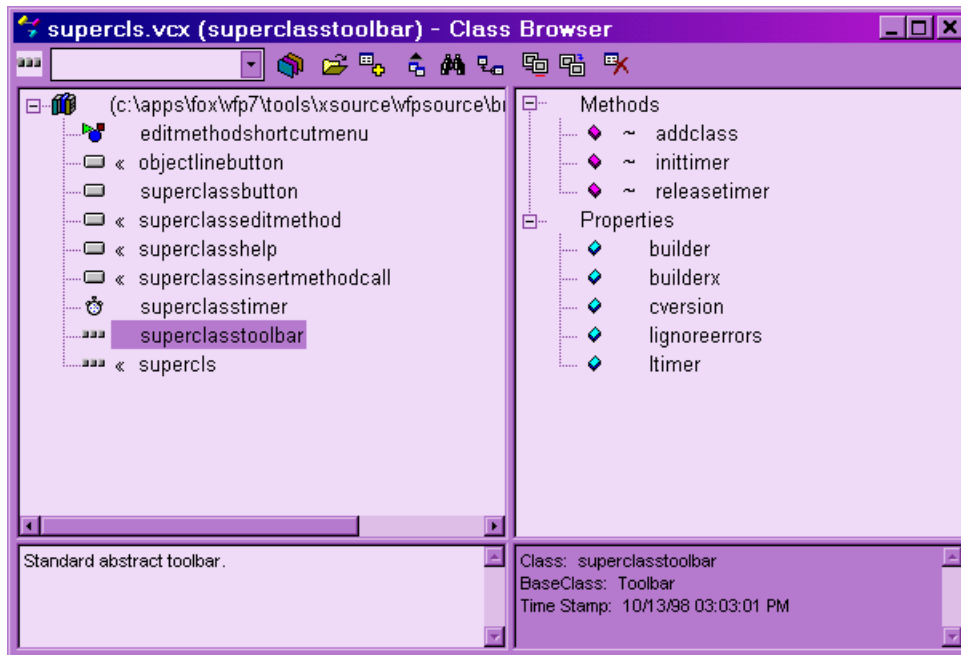 supercls.vcx (superclasstoolbar) - Class Browser
(c:\apps\fox\vfp7\tools\xsource\vfpsource\br
editmethodshortcutmenu
« objectlinebutton
superclassbutton
« superclasseditmethod
« superclasshelp
« superclassinsertmethodcall
superclasstimer
superclasstoolbar
« supercls
Methods
~ addclass
~ inittimer
~ releasetimer
Properties
builder
builderx
cversion
lignoreerrors
ltimer
Standard abstract toolbar.
Class: superclasstoolbar
BaseClass: Toolbar
Time Stamp: 10/13/98 03:03:01 PM